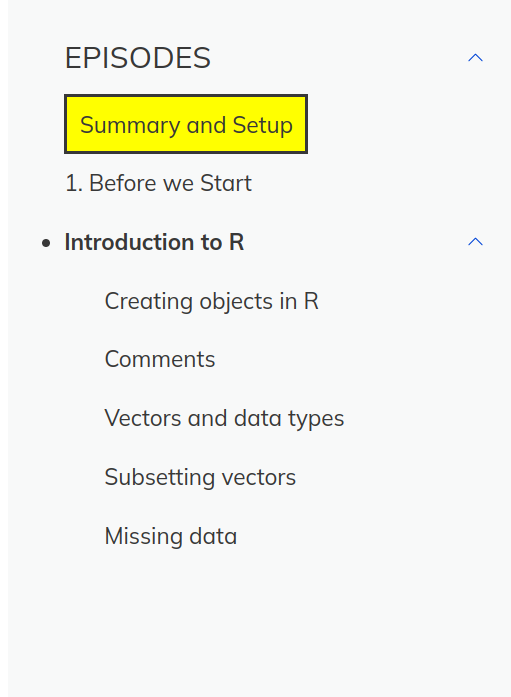 EPISODES
Summary and Setup
1. Before we Start
Introduction to R
Creating objects in R
Comments
Vectors and data types
Subsetting vectors
Missing data